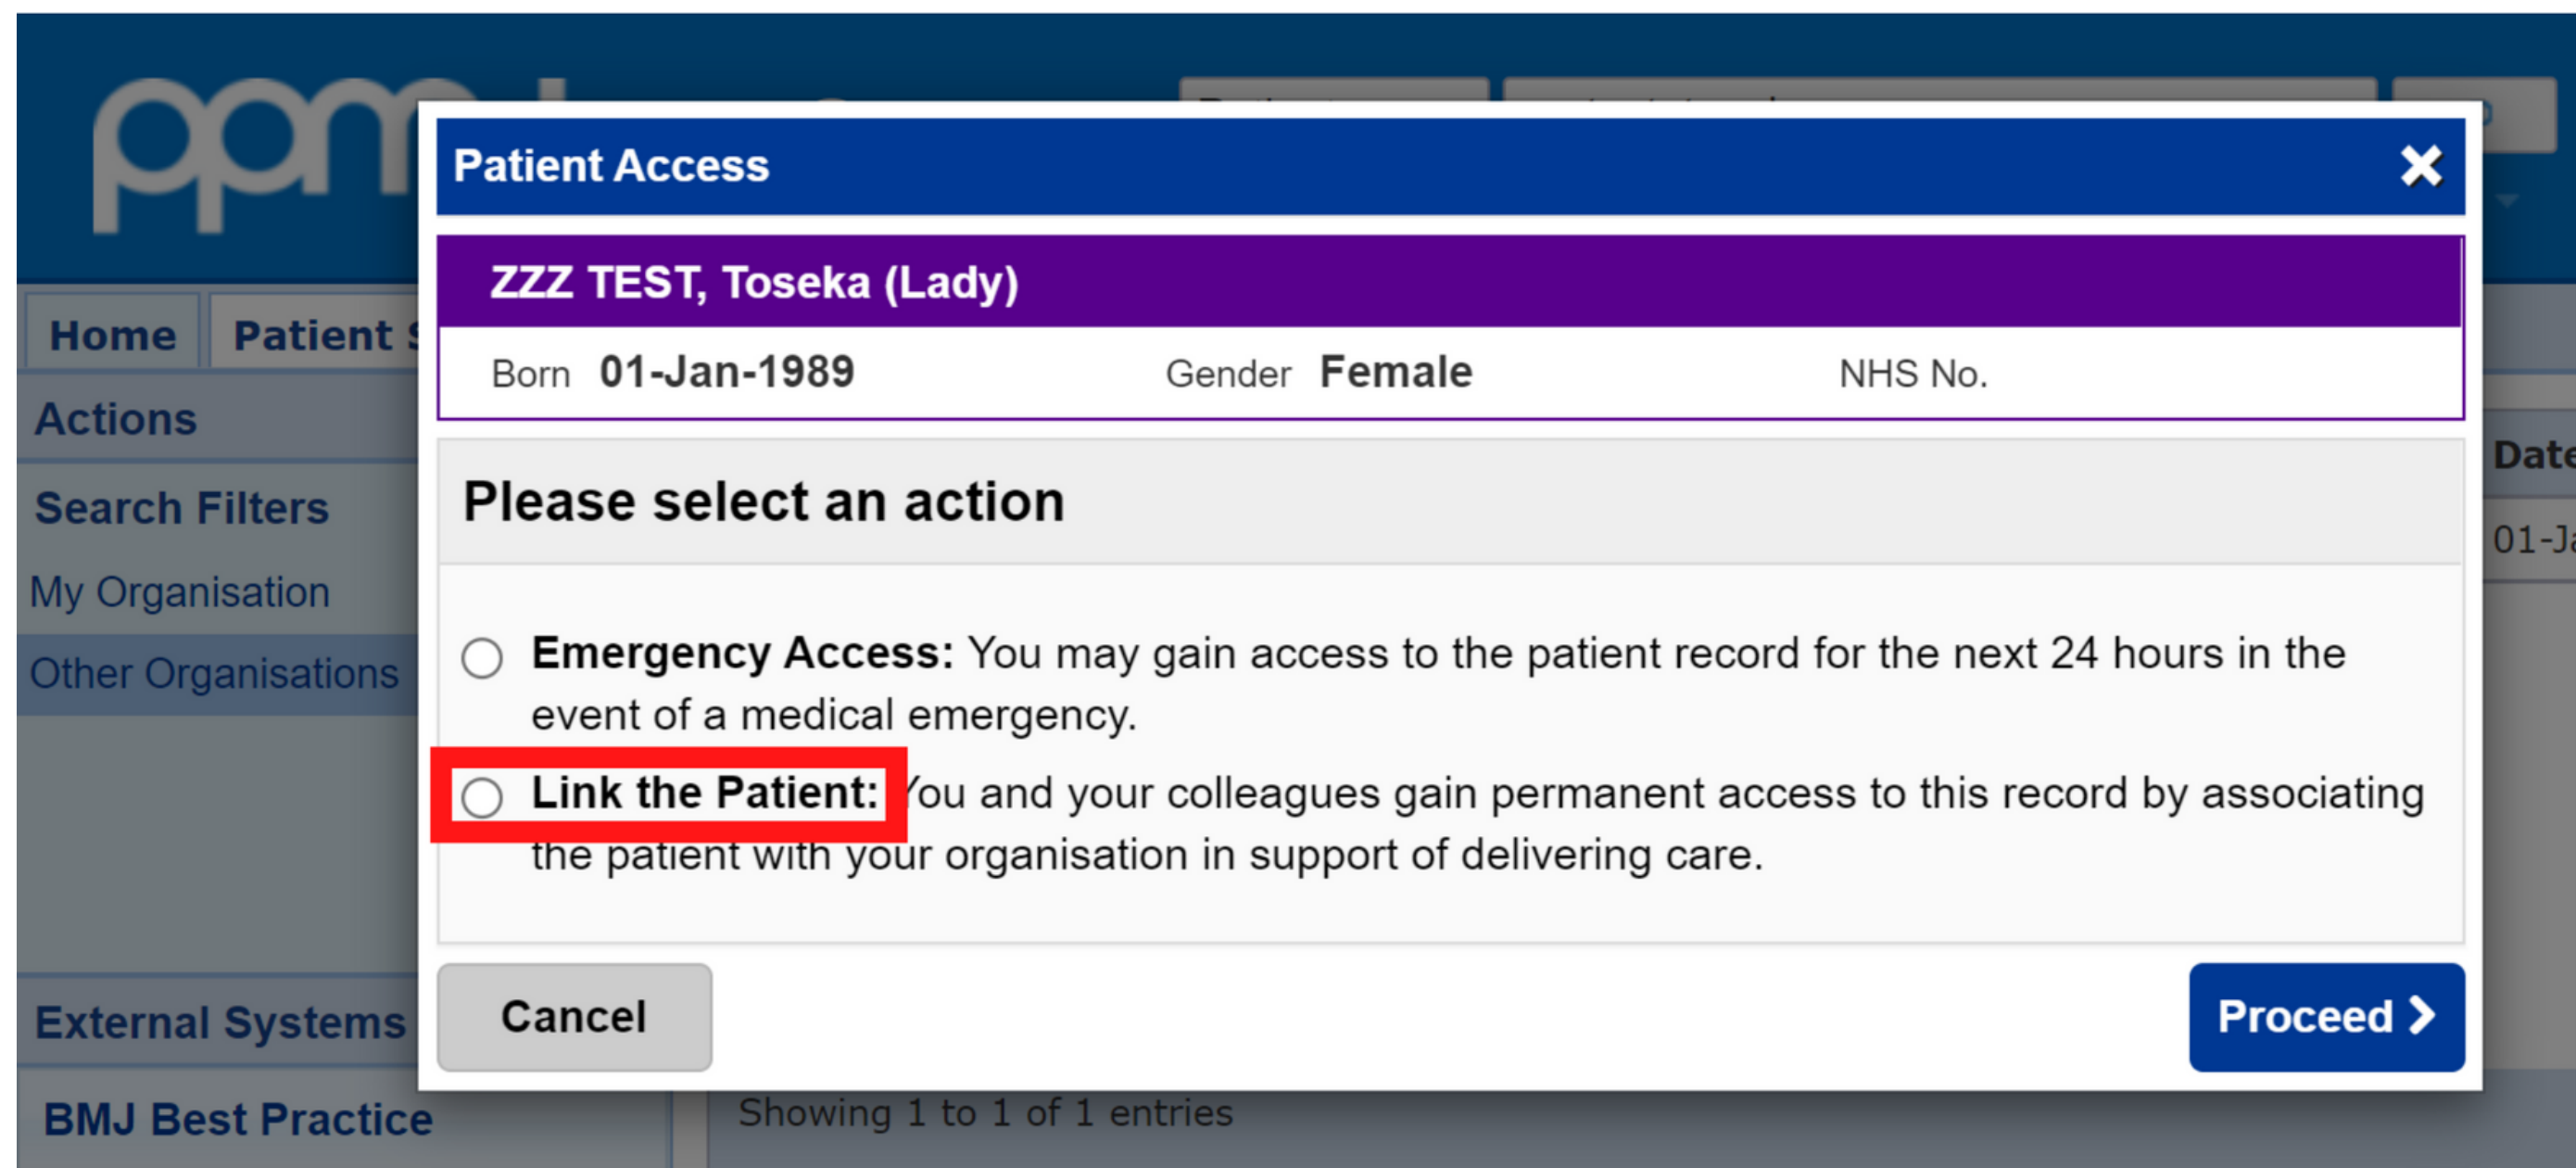 ppm
Patient Access
ZZZ TEST, Toseka (Lady)
Born 01-Jan-1989 Gender Female NHS No.
Home Patient
Actions
Search Filters
My Organisation
Other Organisations
Date
01-Ja
Please select an action
Emergency Access: You may gain access to the patient record for the next 24 hours in the
event of a medical emergency.
Link the Patient: You and your colleagues gain permanent access to this record by associating
the patient with your organisation in support of delivering care.
Cancel
Proceed
External Systems
BMJ Best Practice
Showing 1 to 1 of 1 entries